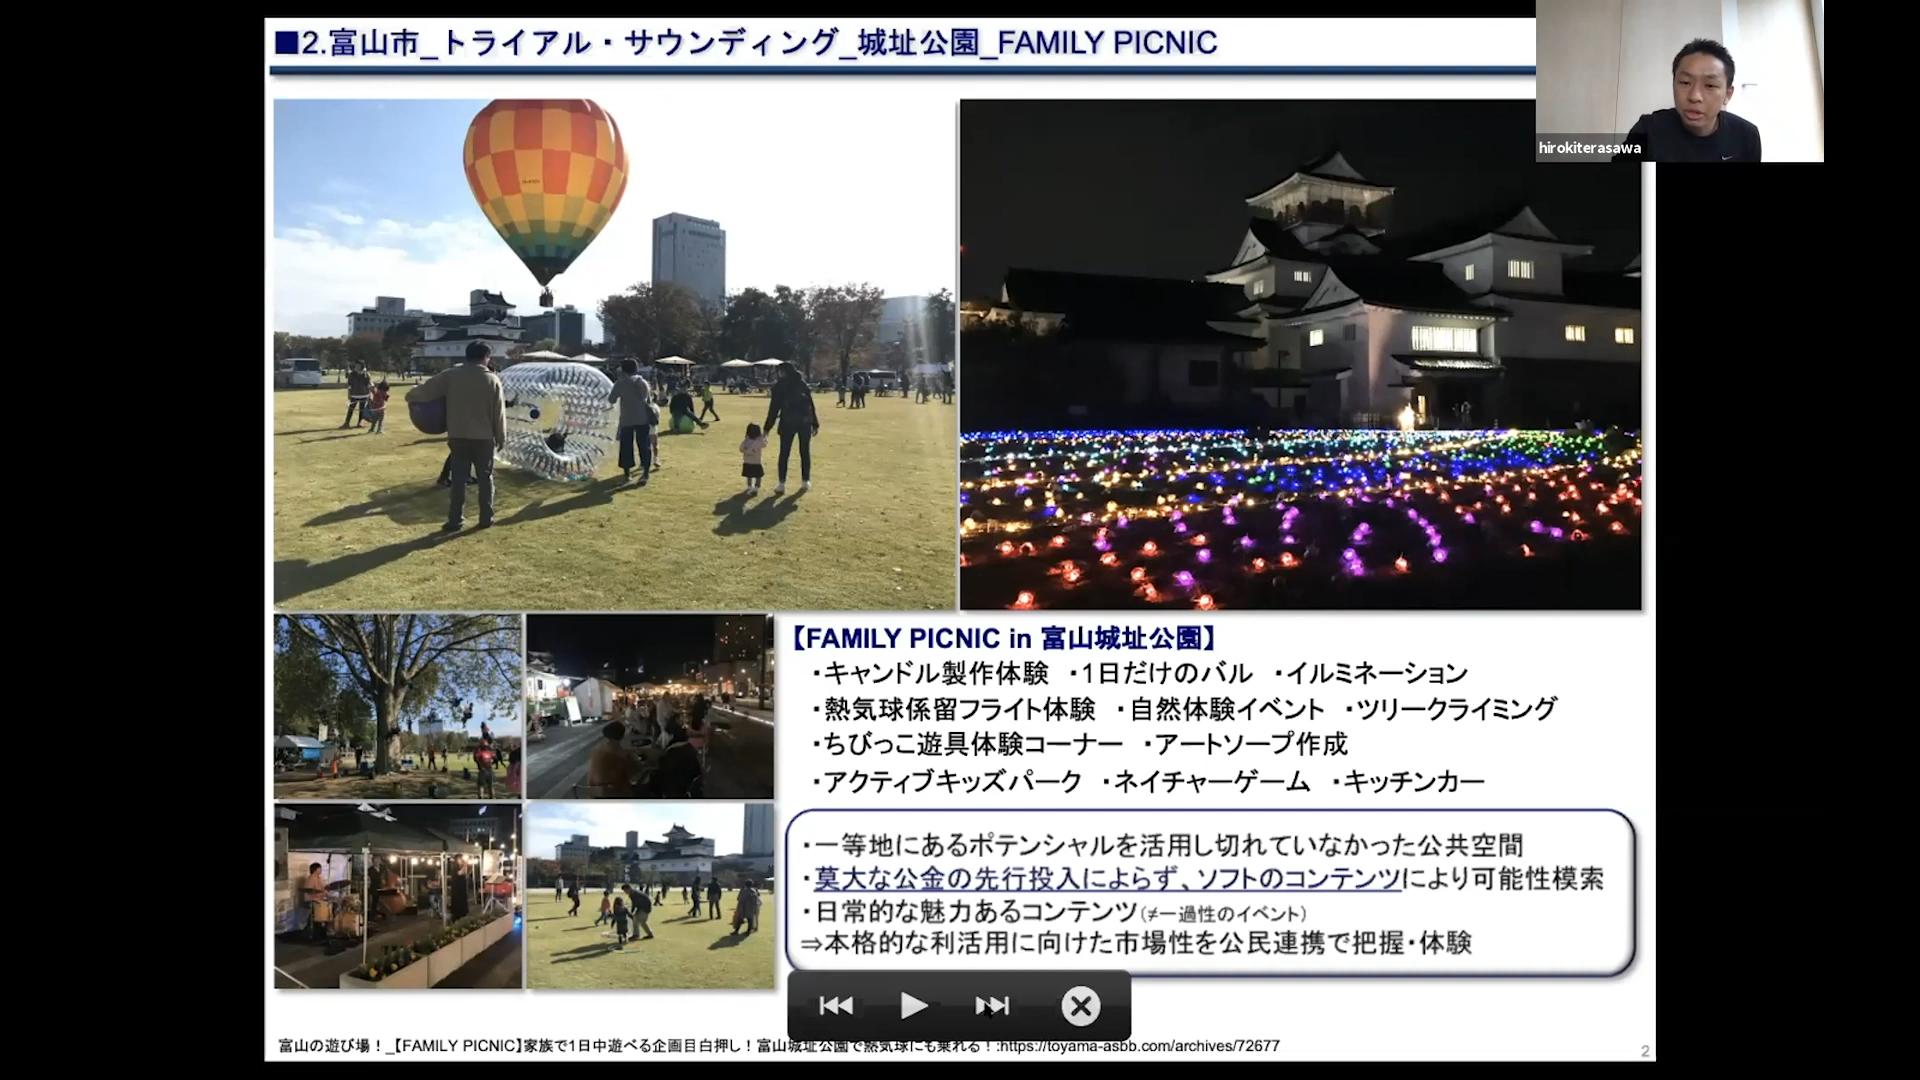 ■2.富山市_トライアル・サウンディング_城址公園_FAMILY PICNIC
hirokiterasawa
【FAMILY PICNIC in 富山城址公園】
・キャンドル製作体験　・1日だけのバル　・イルミネーション
・熱気球係留フライト体験　・自然体験イベント　・ツリークライミング
・ちびっこ遊具体験コーナー　・アートソープ作成
・アクティブキッズパーク　・ネイチャーゲーム　・キッチンカー
・一等地にあるポテンシャルを活用し切れていなかった公共空間
・莫大な公金の先行投入によらず、ソフトのコンテンツにより可能性模索
・日常的な魅力あるコンテンツ(≠一過性のイベント)
⇒本格的な利活用に向けた市場性を公民連携で把握・体験
富山の遊び場！_【FAMILY PICNIC】家族で1日中遊べる企画目白押し！富山城址公園で熱気球にも乗れる！:https://toyama-asbb.com/archives/72677
2